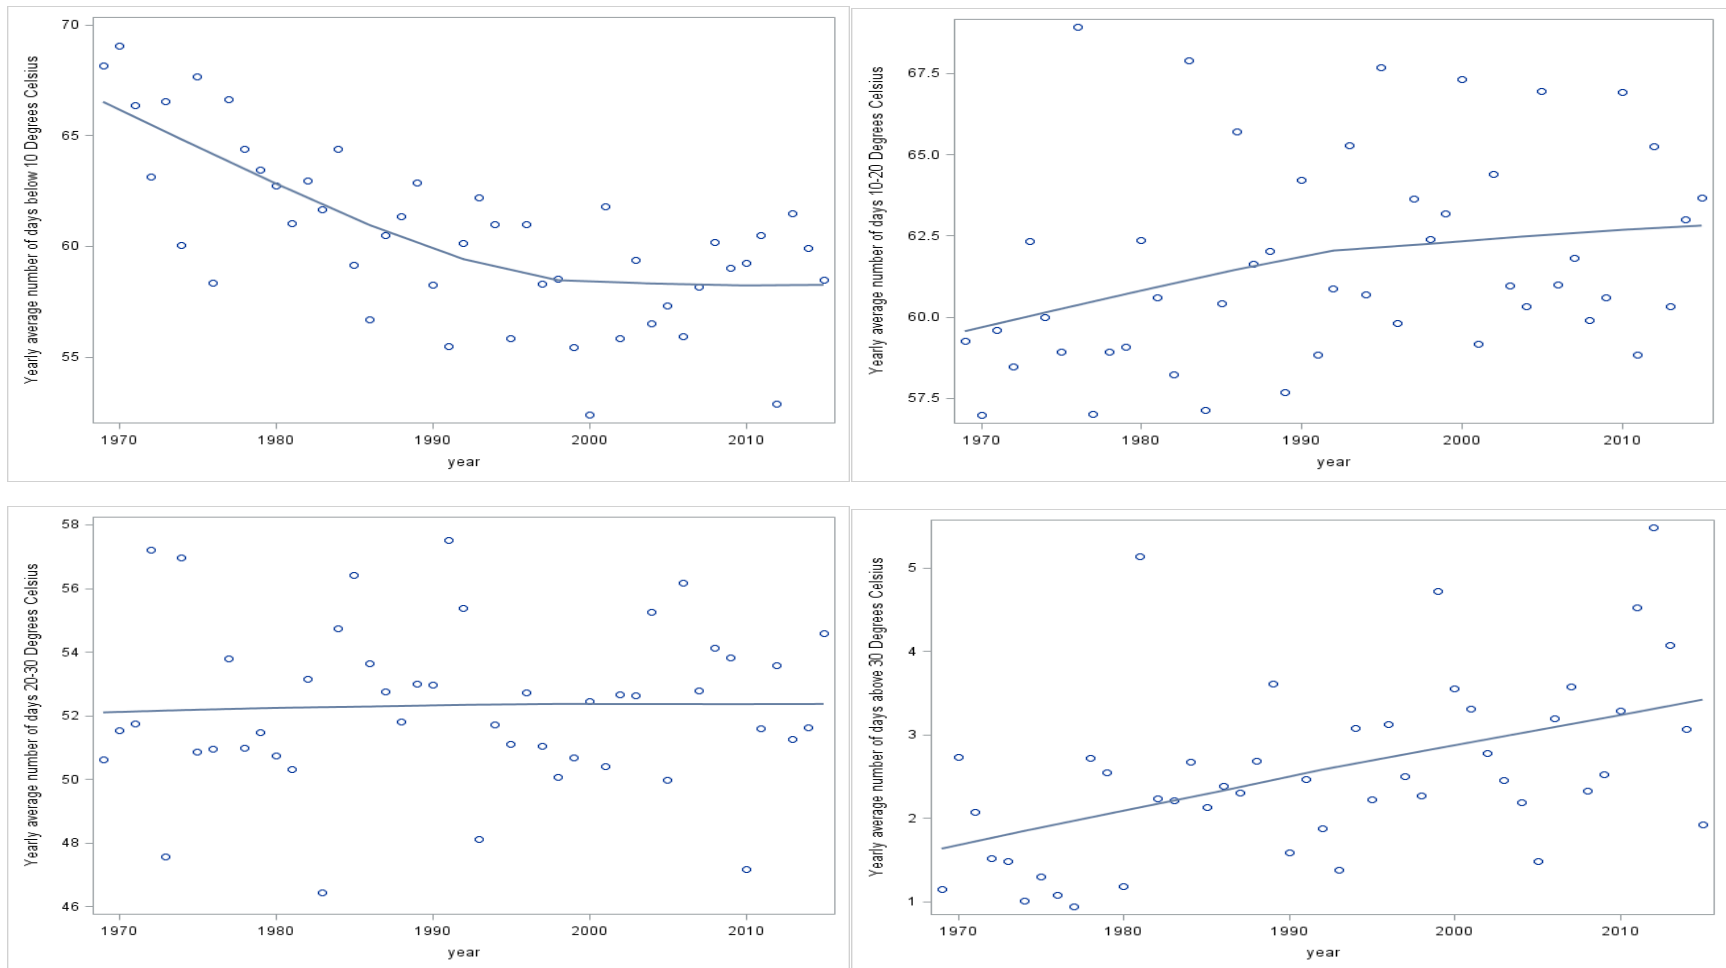 Yearly average number of days below 10 Degrees Celsius
70
65
60
55
1970 1980 1990 2000 2010
year
Yearly average number of days 10-20 Degrees Celsius
67.5
65.0
62.5
60.0
57.5
1970 1980 1990 2000 2010
year
Yearly average number of days 20-30 Degrees Celsius
58
56
54
52
50
48
46
1970 1980 1990 2000 2010
year
Yearly average number of days above 30 Degrees Celsius
5
4
3
2
1
1970 1980 1990 2000 2010
year